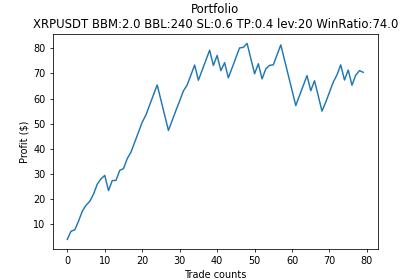 Portfolio
XRPUSDT BBM:2.0 BBL:240 SL:0.6 TP:0.4 lev:20 WinRatio:74.0
80
70
60
50
40
30
20
10
Profit ($)
0 10 20 30 40 50 60 70 80
Trade counts